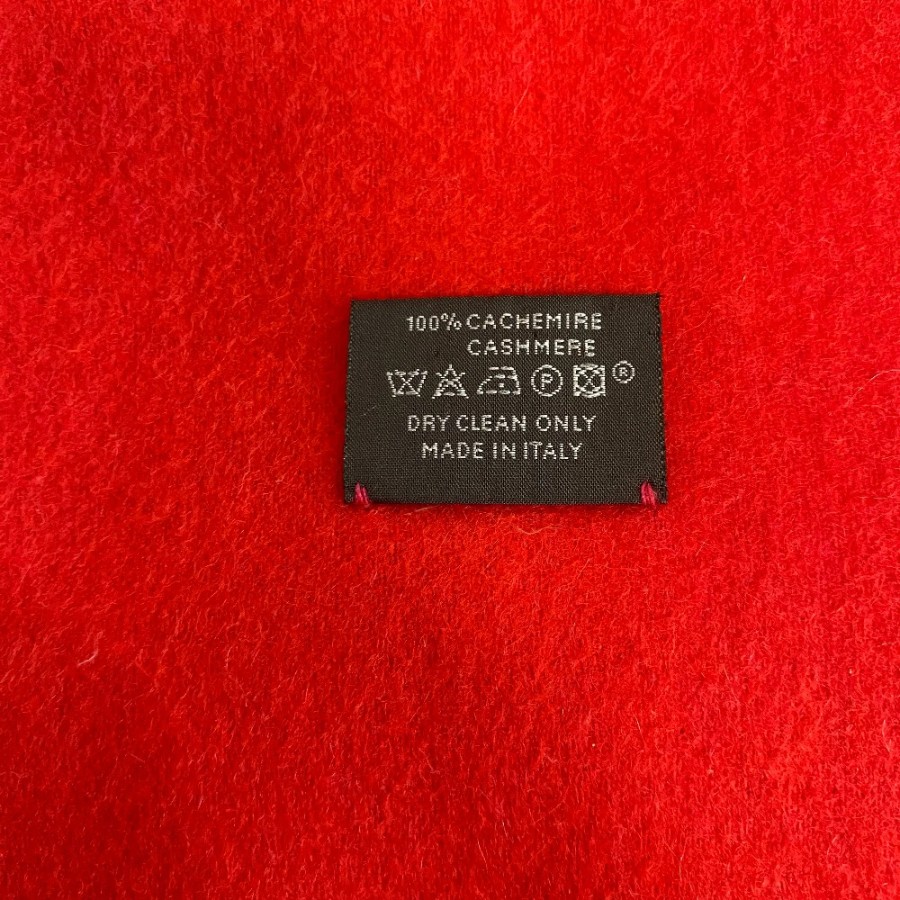 100% CACHEMIRE
CASHMERE
P ®
DRY CLEAN ONLY
MADE IN ITALY